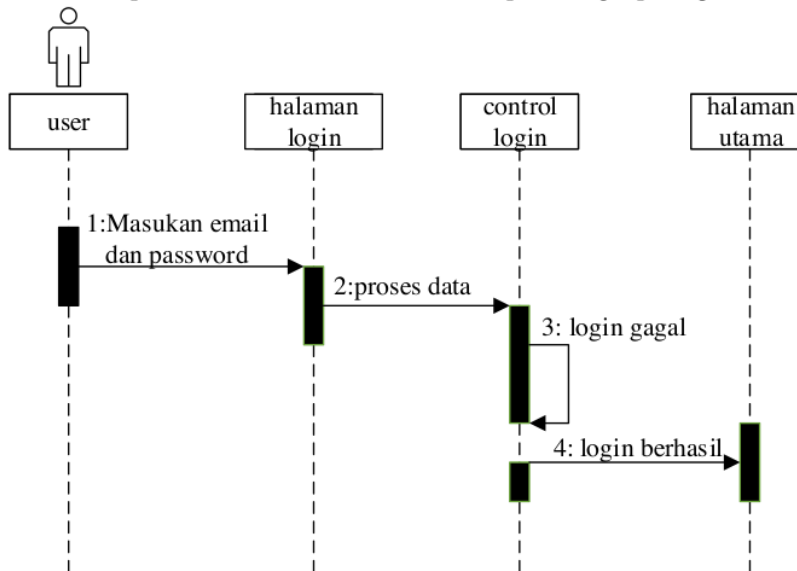 user
halaman
login
control
login
halaman
utama
1:Masukan email
dan password
2:proses data
3: login gagal
4: login berhasil